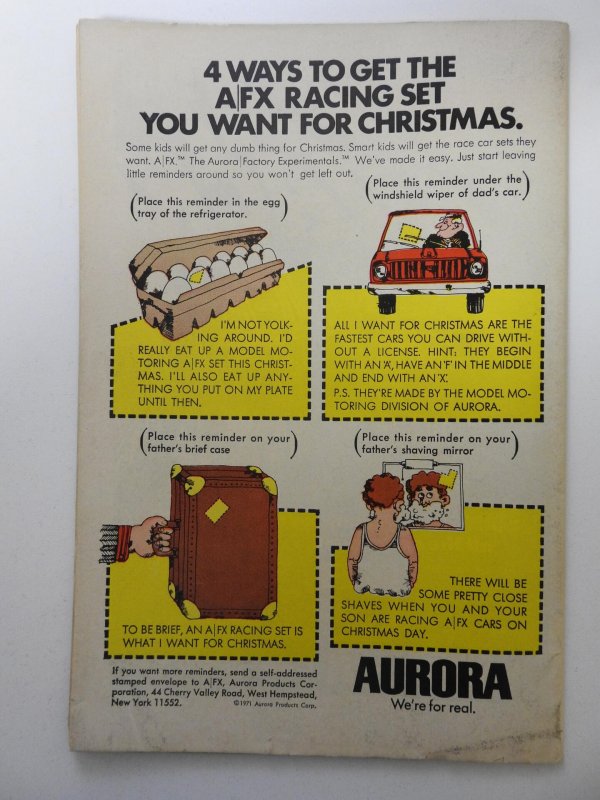 4 WAYS TO GET THE
A|FX RACING SET
YOU WANT FOR CHRISTMAS.
Some kids will get any dumb thing for Christmas. Smart kids will get the race car sets they
want. A|FX.™ The Aurora|Factory Experimentals.™ We've made it easy. Just start leaving
little reminders around so you won't get left out.
(Place this reminder in the egg
tray of the refrigerator.)
I'M NOT YOLK-
ING AROUND. I'D
REALLY EAT UP A MODEL MO-
TORING A|FX SET THIS CHRIST-
MAS. I'LL ALSO EAT UP ANY-
THING YOU PUT ON MY PLATE
UNTIL THEN.
(Place this reminder under the
windshield wiper of dad's car.)
ALL I WANT FOR CHRISTMAS ARE THE
FASTEST CARS YOU CAN DRIVE WITH-
OUT A LICENSE. HINT: THEY BEGIN
WITH AN 'A', HAVE AN 'F' IN THE MIDDLE
AND END WITH AN 'X'.
P.S. THEY'RE MADE BY THE MODEL MO-
TORING DIVISION OF AURORA.
(Place this reminder on your
father's brief case)
TO BE BRIEF, AN A|FX RACING SET IS
WHAT I WANT FOR CHRISTMAS.
(Place this reminder on your
father's shaving mirror)
THERE WILL BE
SOME PRETTY CLOSE
SHAVES WHEN YOU AND YOUR
SON ARE RACING A|FX CARS ON
CHRISTMAS DAY.
If you want more reminders, send a self-addressed
stamped envelope to A|FX, Aurora Products Cor-
poration, 44 Cherry Valley Road, West Hempstead,
New York 11552. ©1971 Aurora Products Corp.
AURORA
We're for real.